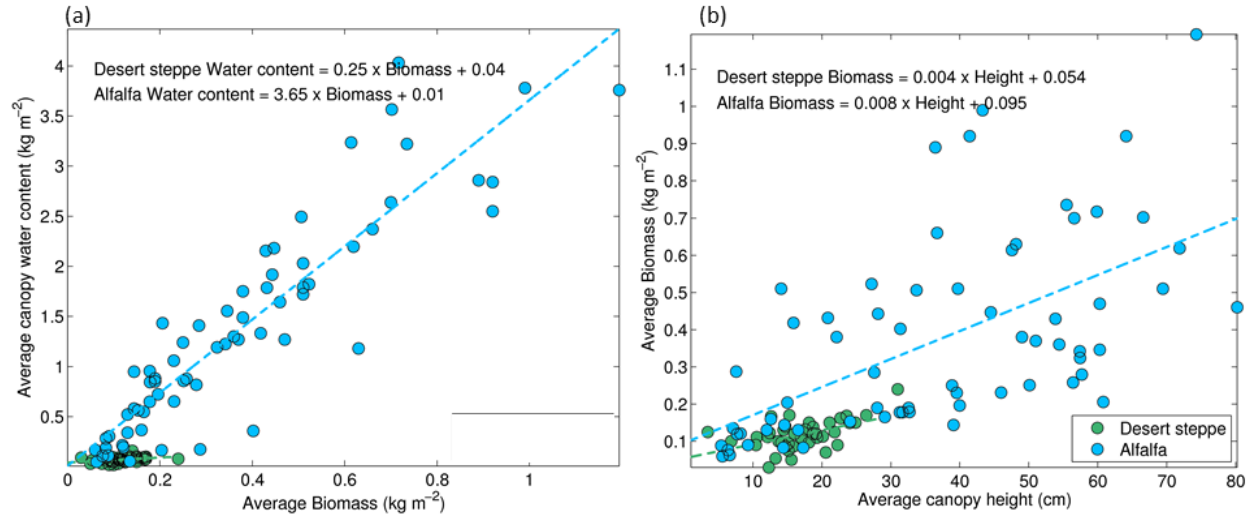 (a)
Desert steppe Water content = 0.25 x Biomass + 0.04
Alfalfa Water content = 3.65 x Biomass + 0.01
Average canopy water content (kg m⁻²)
4
3.5
3
2.5
2
1.5
1
0.5
0
0.2
0.4
0.6
0.8
1
Average Biomass (kg m⁻²)
(b)
Desert steppe Biomass = 0.004 x Height + 0.054
Alfalfa Biomass = 0.008 x Height + 0.095
Average Biomass (kg m⁻²)
1.1
1
0.9
0.8
0.7
0.6
0.5
0.4
0.3
0.2
0.1
10
20
30
40
50
60
70
80
Average canopy height (cm)
Desert steppe
Alfalfa